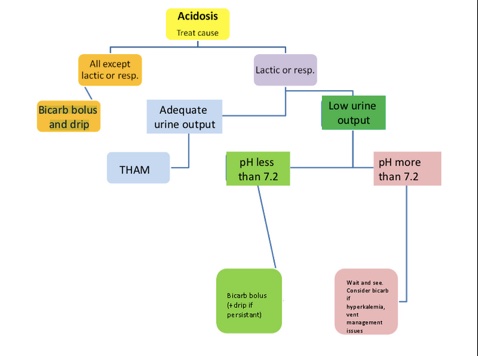 Acidosis
Treat cause
All except
lactic or resp.
Lactic or resp.
Bicarb bolus
and drip
Adequate
urine output
Low urine
output
THAM
pH less
than 7.2
pH more
than 7.2
Bicarb bolus
(+drip if
persistant)
Wait and see.
Consider bicarb
if
hyperkalemia,
vent
management
issues